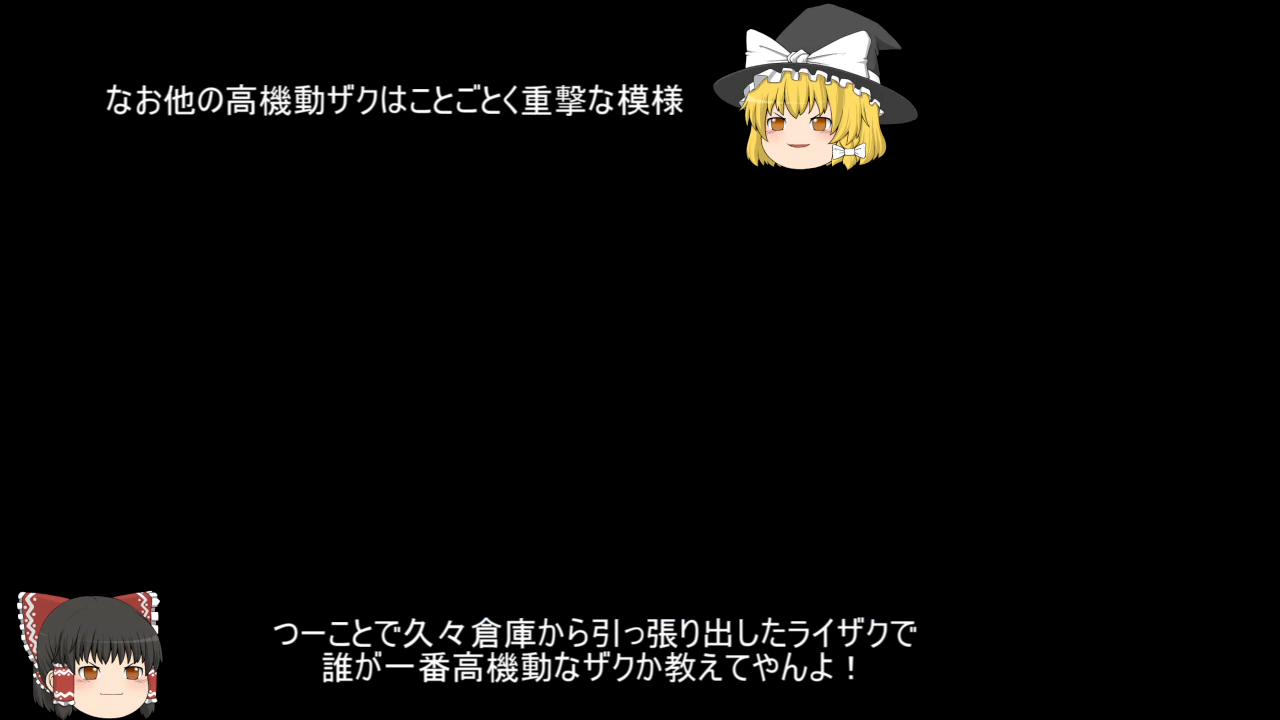 なお他の高機動ザクはことごとく重撃な模様
つーことで久々倉庫から引っ張り出したライザクで
誰が一番高機動なザクか教えてやんよ！